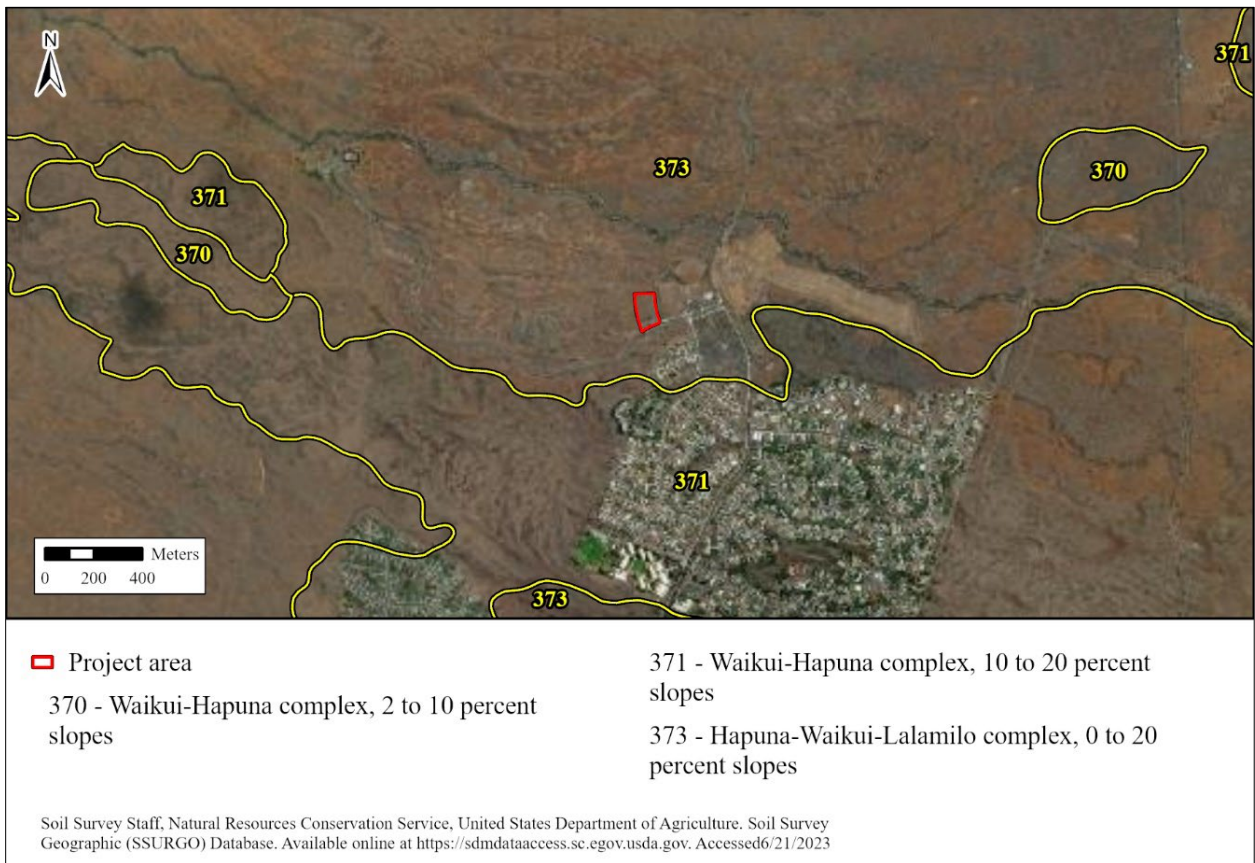 N
371
373
370
371
370
371
373
Meters
0 200 400
Project area
370 - Waikui-Hapuna complex, 2 to 10 percent
slopes
371 - Waikui-Hapuna complex, 10 to 20 percent
slopes
373 - Hapuna-Waikui-Lalamilo complex, 0 to 20
percent slopes
Soil Survey Staff, Natural Resources Conservation Service, United States Department of Agriculture. Soil Survey
Geographic (SSURGO) Database. Available online at https://sdmdataaccess.sc.egov.usda.gov. Accessed6/21/2023